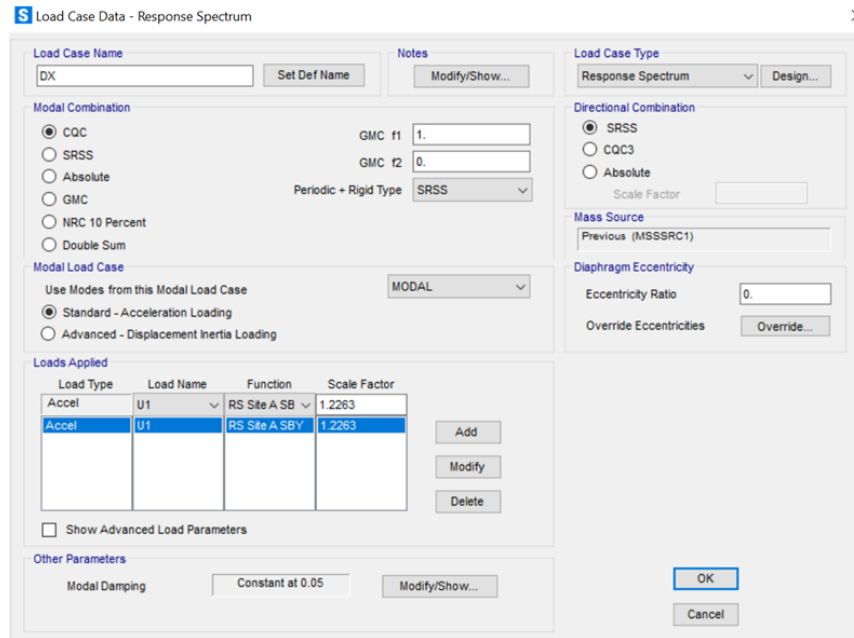 S Load Case Data - Response Spectrum
Load Case Name
DX
Set Def Name
Notes
Modify/Show...
Load Case Type
Response Spectrum
Design...
Modal Combination
CQC
SRSS
Absolute
GMC
NRC 10 Percent
Double Sum
GMC f1 1.
GMC f2 0.
Periodic + Rigid Type SRSS
Directional Combination
SRSS
CQC3
Absolute
Scale Factor
Mass Source
Previous (MSSSRC1)
Modal Load Case
Use Modes from this Modal Load Case MODAL
Standard - Acceleration Loading
Advanced - Displacement Inertia Loading
Diaphragm Eccentricity
Eccentricity Ratio 0.
Override Eccentricities Override...
Loads Applied
Load Type Load Name Function Scale Factor
Accel U1 RS Site A SB 1.2263
Accel U1 RS Site A SBY 1.2263
Add
Modify
Delete
Show Advanced Load Parameters
Other Parameters
Modal Damping Constant at 0.05 Modify/Show...
OK
Cancel